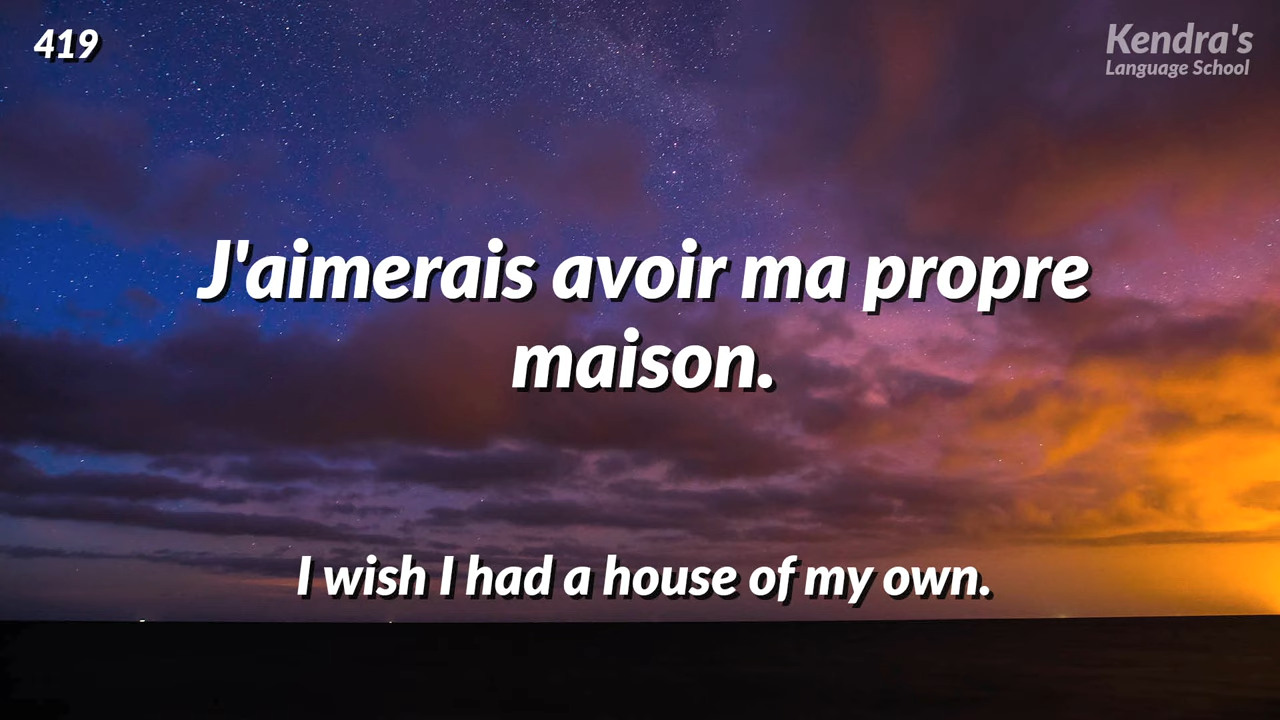 419
Kendra's
Language School
J'aimerais avoir ma propre
maison.
I wish I had a house of my own.